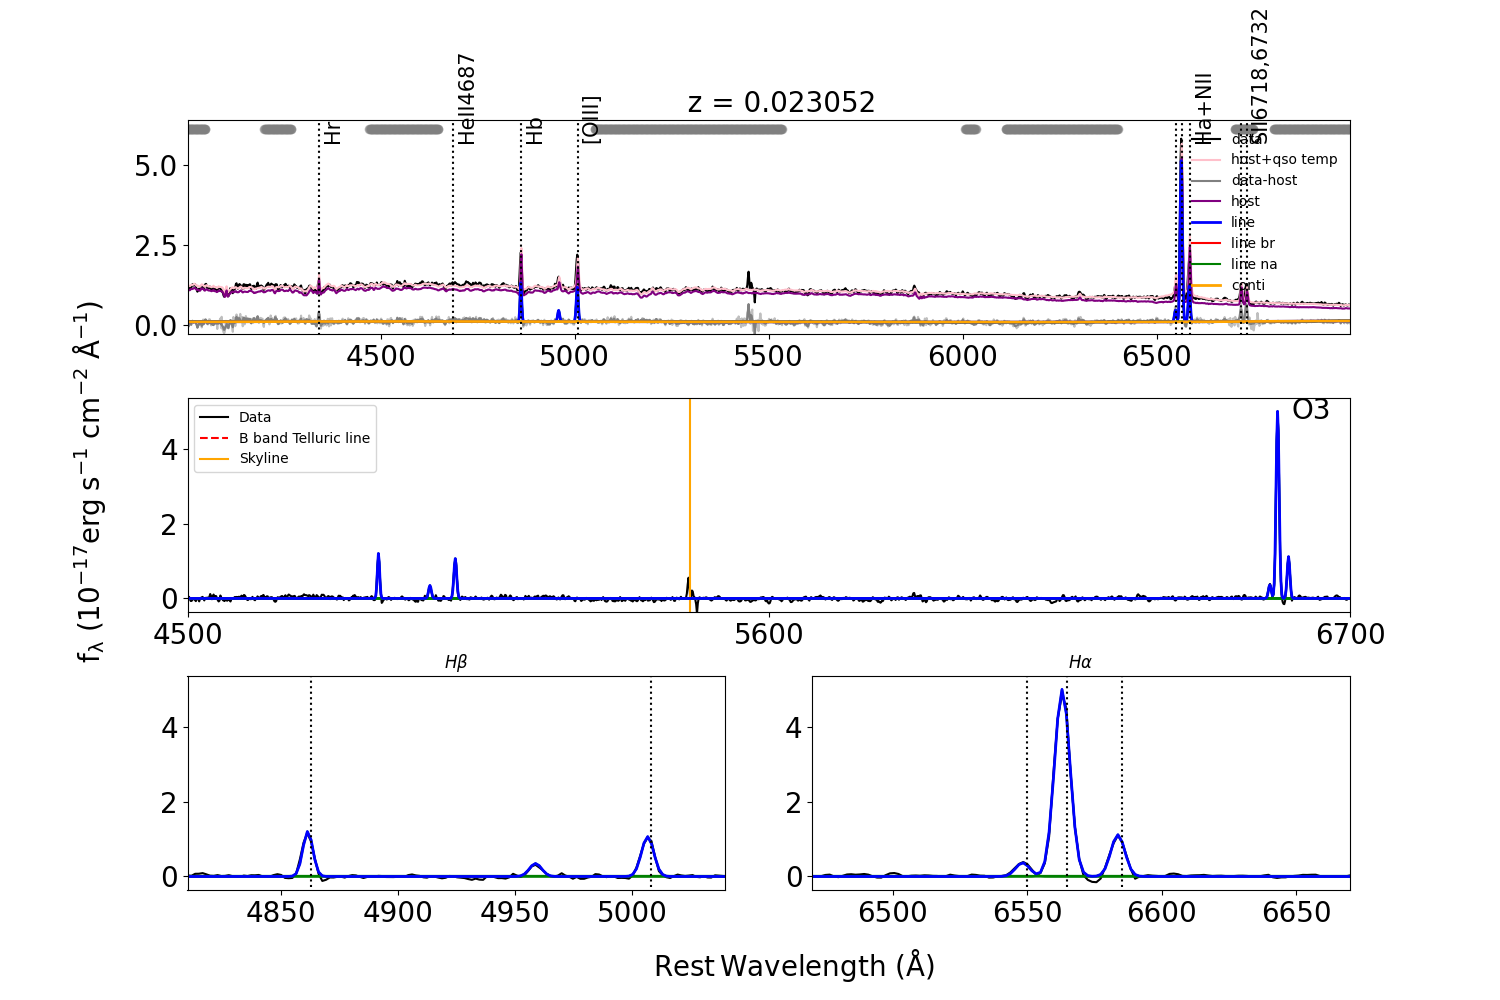 z = 0.023052
Hr
HeII4687
Hb
[OIII]
Ha+NII
SII6718,6732
5.0
2.5
0.0
data
host+qso temp
data-host
host
line
line br
line na
conti
4500 5000 5500 6000 6500
fλ (10⁻¹⁷erg s⁻¹ cm⁻² Å⁻¹)
Data
B band Telluric line
Skyline
O3
4
2
0
4500 5600 6700
Hβ
4
2
0
4850 4900 4950 5000
Hα
4
2
0
6500 6550 6600 6650
Rest Wavelength (Å)